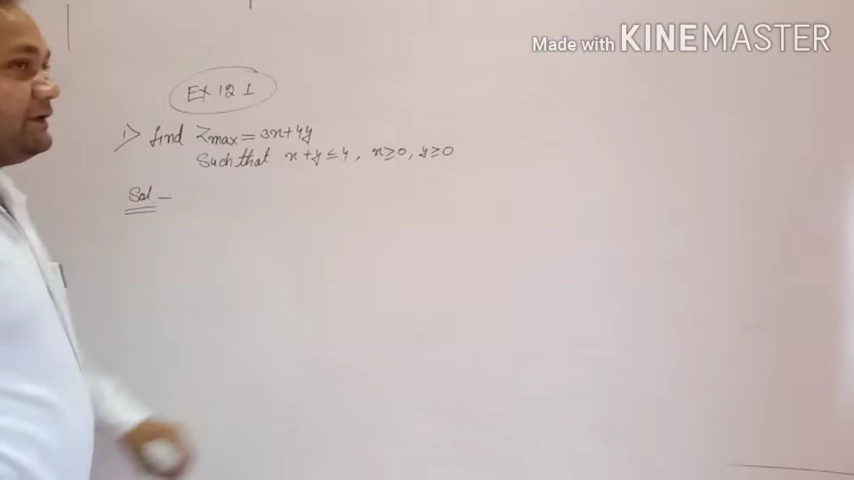 Made with KINEMASTER
Ex 12 1
1> find Zmax = 3x+4y
Such that x+y≤4, x≥0, y≥0
Sol –